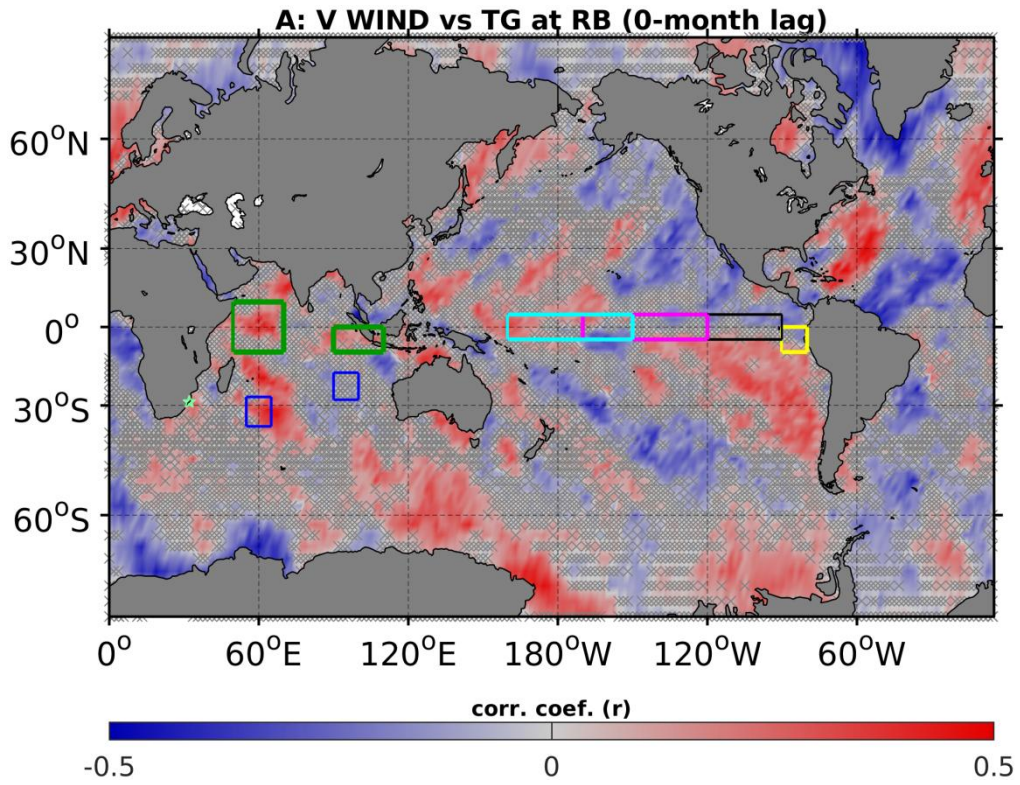 A: V WIND vs TG at RB (0-month lag)
60°N
30°N
0°
30°S
60°S
0° 60°E 120°E 180°W 120°W 60°W
corr. coef. (r)
-0.5 0 0.5